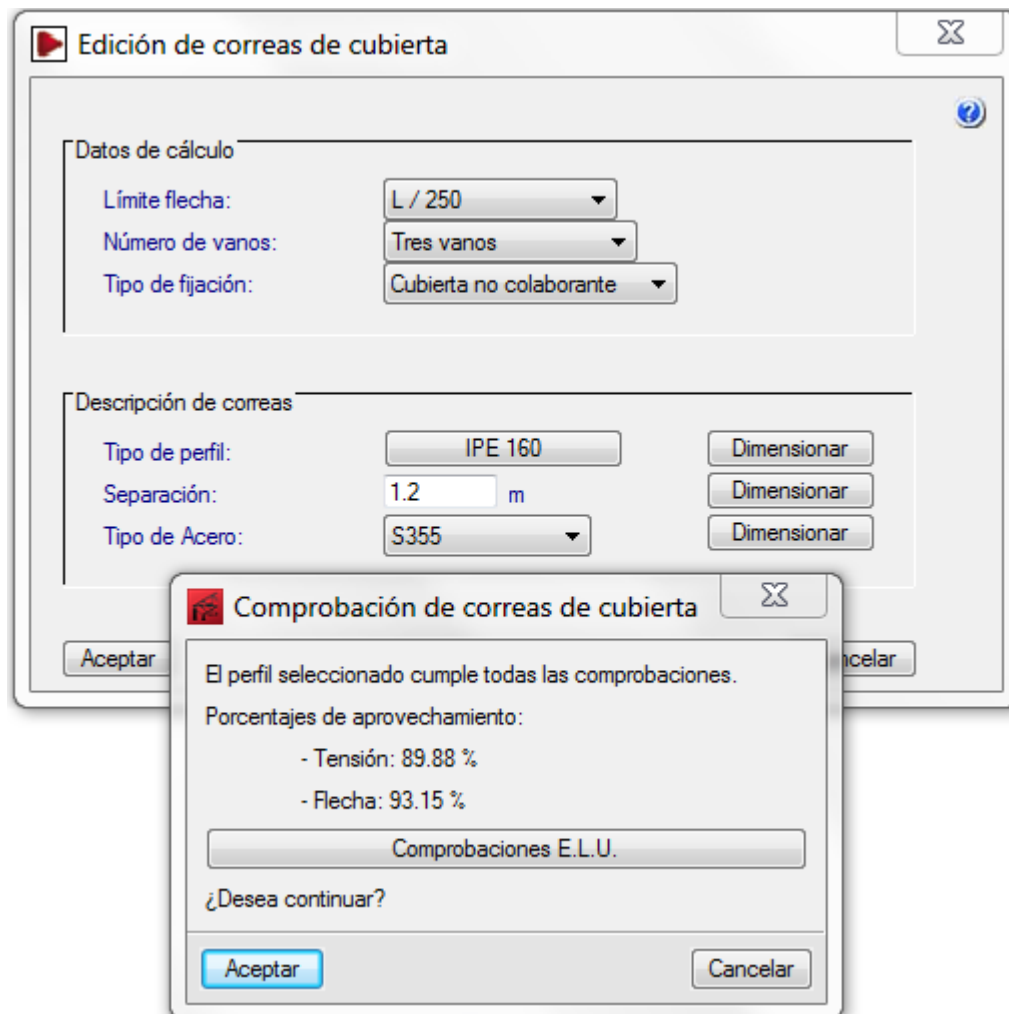 Edición de correas de cubierta
Datos de cálculo
Límite flecha: L / 250
Número de vanos: Tres vanos
Tipo de fijación: Cubierta no colaborante
Descripción de correas
Tipo de perfil: IPE 160 Dimensionar
Separación: 1.2 m Dimensionar
Tipo de Acero: S355 Dimensionar
Aceptar ncelar
Comprobación de correas de cubierta
El perfil seleccionado cumple todas las comprobaciones.
Porcentajes de aprovechamiento:
- Tensión: 89.88 %
- Flecha: 93.15 %
Comprobaciones E.L.U.
¿Desea continuar?
Aceptar Cancelar